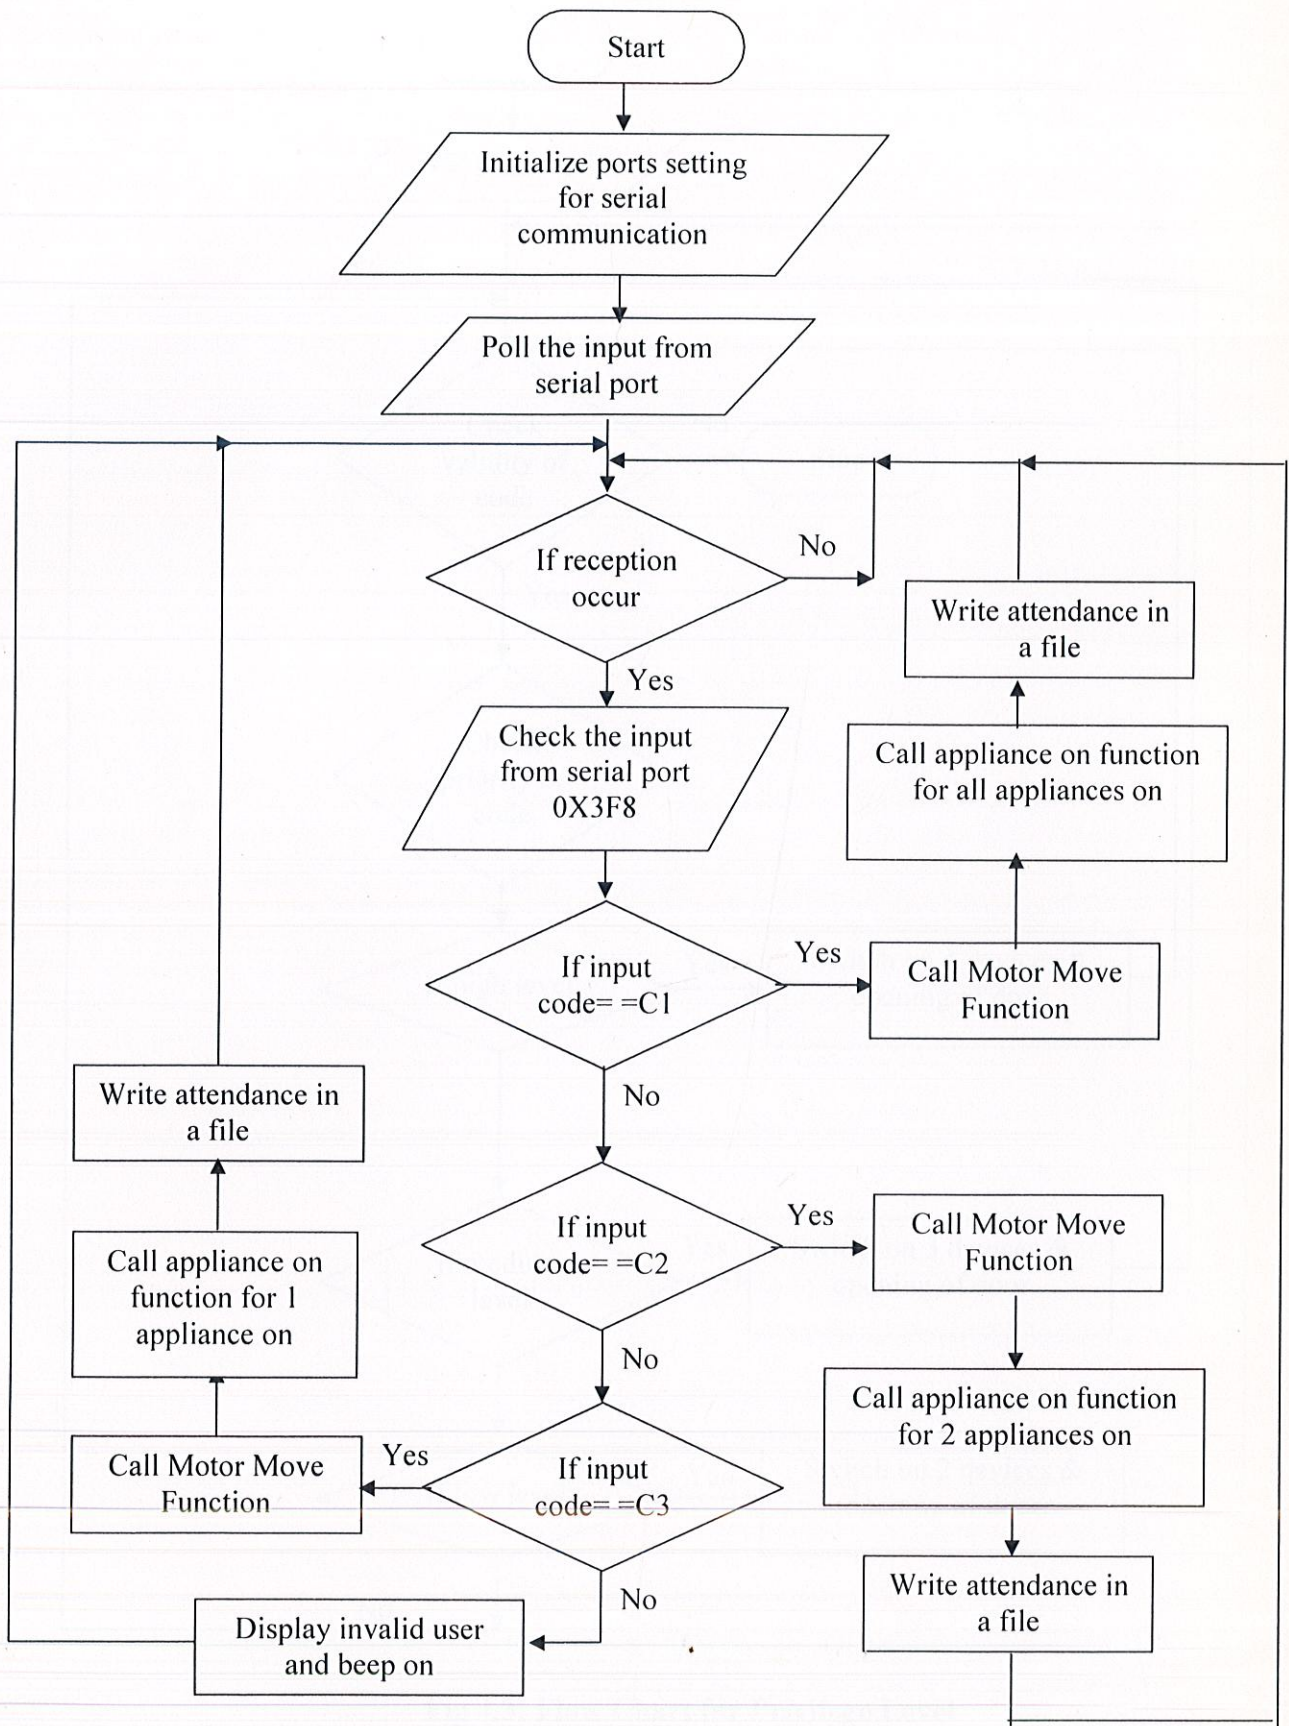 Start
Initialize ports setting
for serial
communication
Poll the input from
serial port
If reception
occur
No
Yes
Write attendance in
a file
Check the input
from serial port
0X3F8
Call appliance on function
for all appliances on
If input
code= =C1
Yes
Call Motor Move
Function
No
Write attendance in
a file
If input
code= =C2
Yes
Call Motor Move
Function
Call appliance on
function for 1
appliance on
No
Call appliance on function
for 2 appliances on
Call Motor Move
Function
Yes
If input
code= =C3
No
Write attendance in
a file
Display invalid user
and beep on